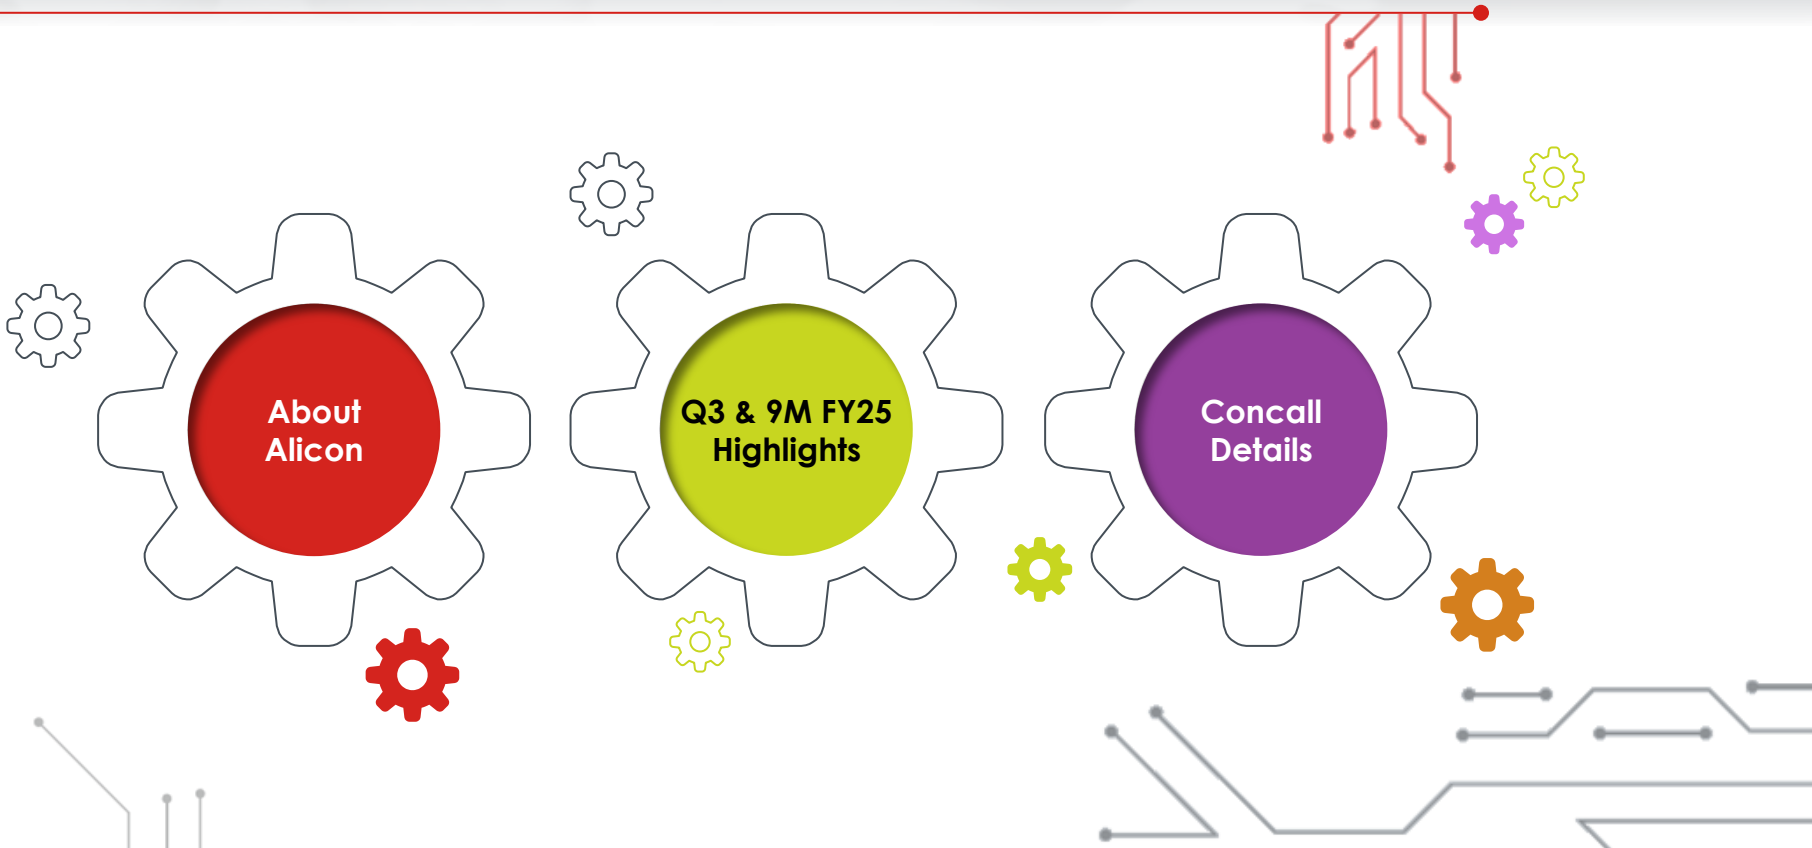 About
Alicon
Q3 & 9M FY25
Highlights
Concall
Details